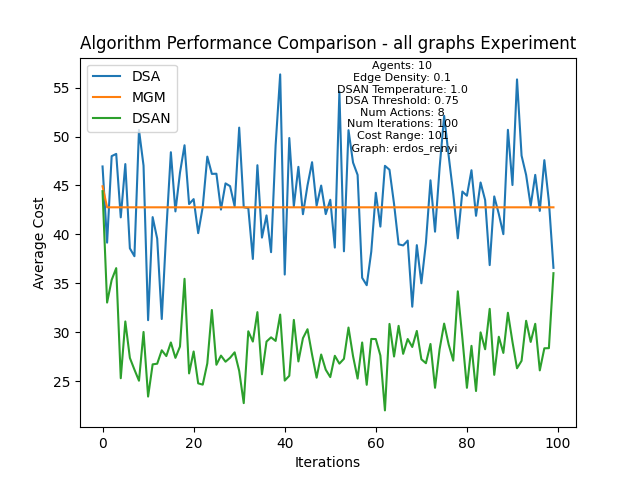 Algorithm Performance Comparison - all graphs Experiment
DSA
MGM
DSAN
Agents: 10
Edge Density: 0.1
DSAN Temperature: 1.0
DSA Threshold: 0.75
Num Actions: 8
Num Iterations: 100
Cost Range: 101
Graph: erdos_renyi
Average Cost
55
50
45
40
35
30
25
0
20
40
60
80
100
Iterations